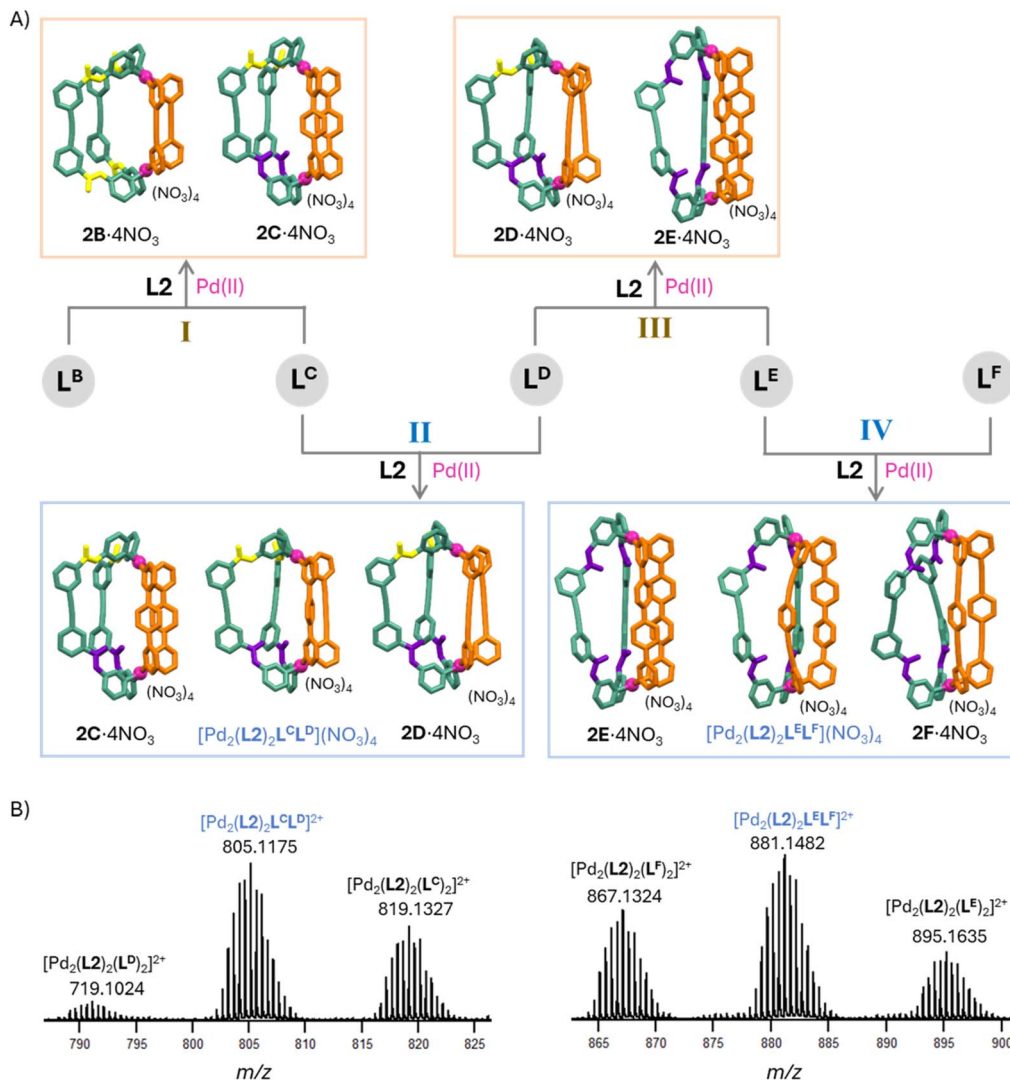 A)
(NO₃)₄ (NO₃)₄ (NO₃)₄ (NO₃)₄
2B·4NO₃ 2C·4NO₃ 2D·4NO₃ 2E·4NO₃
L2 Pd(II) L2 Pd(II)
I III
Lᴮ Lᶜ Lᴰ Lᴱ Lᶠ
II IV
L2 Pd(II) L2 Pd(II)
(NO₃)₄ (NO₃)₄ (NO₃)₄ (NO₃)₄ (NO₃)₄ (NO₃)₄
2C·4NO₃ [Pd₂(L2)₂LᶜLᴰ](NO₃)₄ 2D·4NO₃ 2E·4NO₃ [Pd₂(L2)₂LᴱLᶠ](NO₃)₄ 2F·4NO₃
B)
[Pd₂(L2)₂LᶜLᴰ]²⁺
805.1175
[Pd₂(L2)₂(Lᶜ)₂]²⁺
819.1327
[Pd₂(L2)₂(Lᴰ)₂]²⁺
719.1024
790 795 800 805 810 815 820 825
m/z
[Pd₂(L2)₂LᴱLᶠ]²⁺
881.1482
[Pd₂(L2)₂(Lᶠ)₂]²⁺
867.1324
[Pd₂(L2)₂(Lᴱ)₂]²⁺
895.1635
865 870 875 880 885 890 895 900
m/z